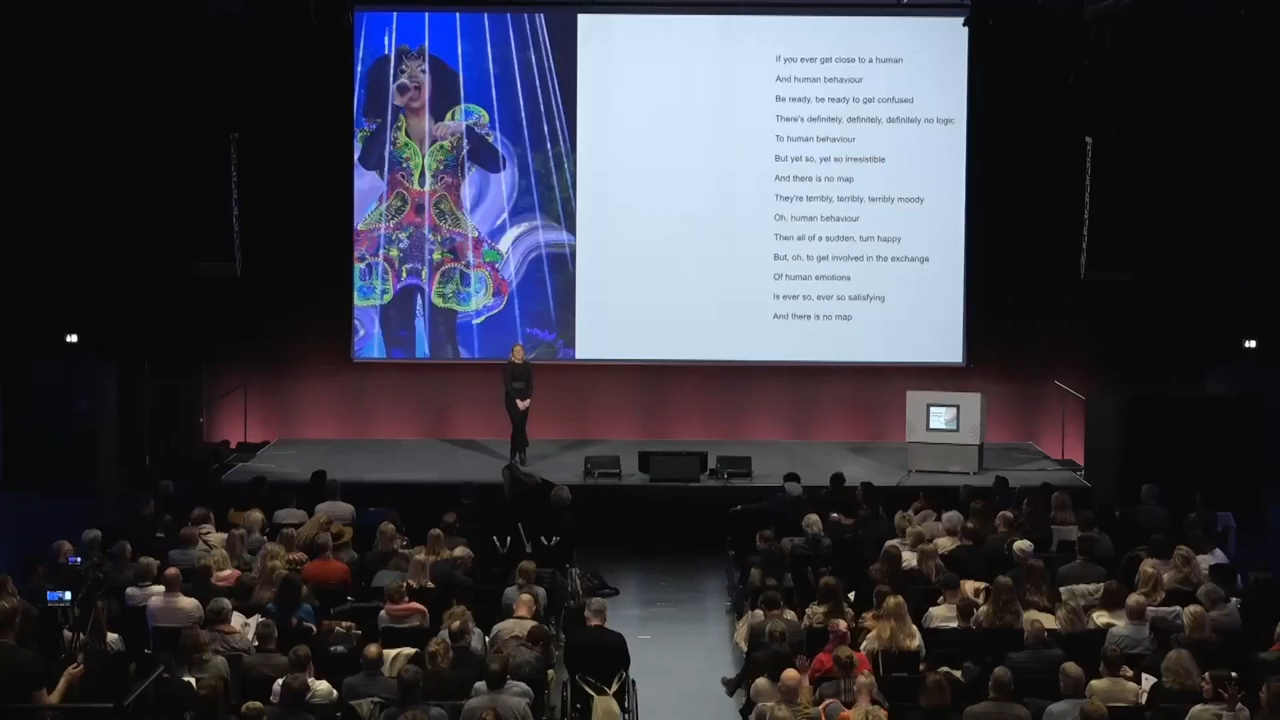 If you ever get close to a human
And human behaviour
Be ready, be ready to get confused
There's definitely, definitely, definitely no logic
To human behaviour
But yet so, yet so irresistible
And there is no map
They're terribly, terribly, terribly moody
Oh, human behaviour
Then all of a sudden, turn happy
But, oh, to get involved in the exchange
Of human emotions
Is ever so, ever so satisfying
And there is no map